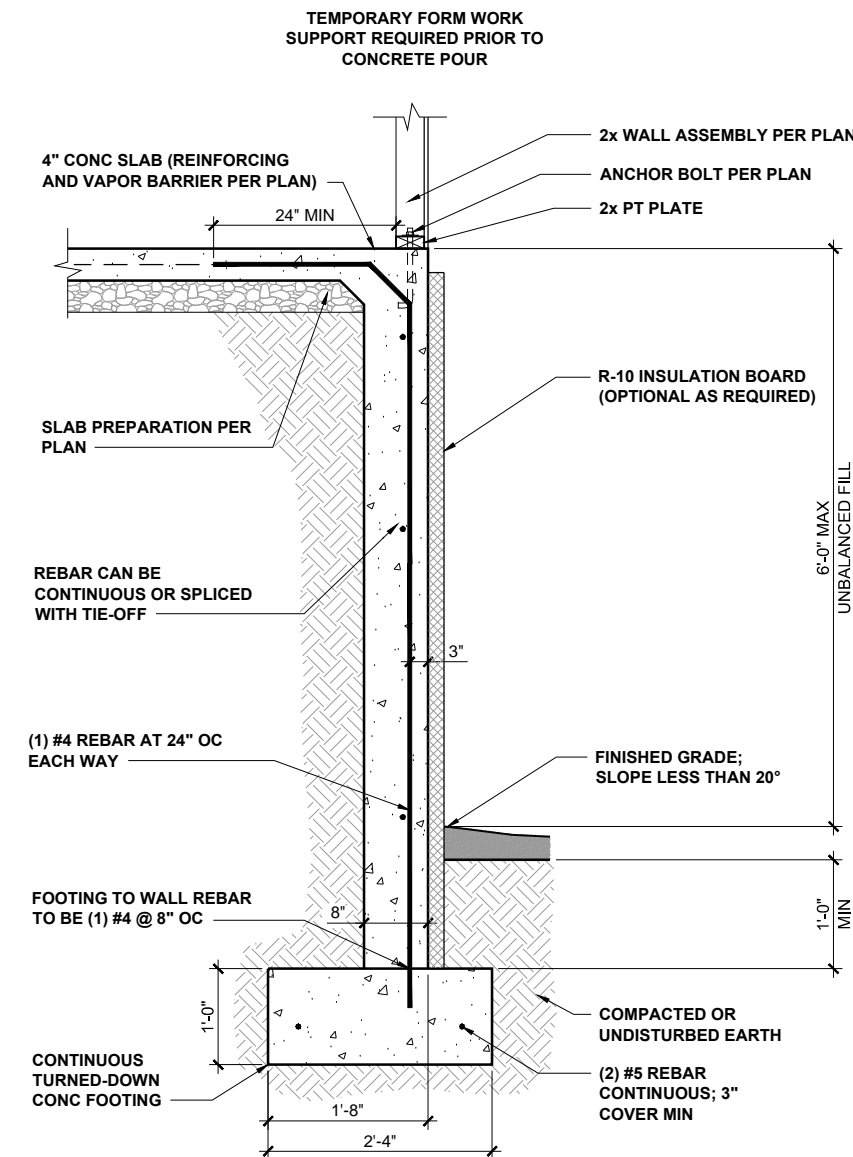 TEMPORARY FORM WORK
SUPPORT REQUIRED PRIOR TO
CONCRETE POUR
2x WALL ASSEMBLY PER PLAN
4" CONC SLAB (REINFORCING
AND VAPOR BARRIER PER PLAN)
ANCHOR BOLT PER PLAN
2x PT PLATE
24" MIN
R-10 INSULATION BOARD
(OPTIONAL AS REQUIRED)
SLAB PREPARATION PER
PLAN
6'-0" MAX
UNBALANCED FILL
REBAR CAN BE
CONTINUOUS OR SPLICED
WITH TIE-OFF
3"
(1) #4 REBAR AT 24" OC
EACH WAY
FINISHED GRADE;
SLOPE LESS THAN 20°
FOOTING TO WALL REBAR
TO BE (1) #4 @ 8" OC
8"
1'-0"
MIN
1'-0"
COMPACTED OR
UNDISTURBED EARTH
CONTINUOUS
TURNED-DOWN
CONC FOOTING
(2) #5 REBAR
CONTINUOUS; 3"
COVER MIN
1'-8"
2'-4"